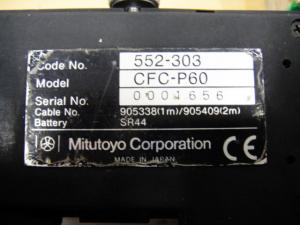 Code No. 552-303
Model CFC-P60
Serial No. 0001656
Cable No. 905338(1m)/905409(2m)
Battery SR44
Mitutoyo Corporation CE
MADE IN JAPAN